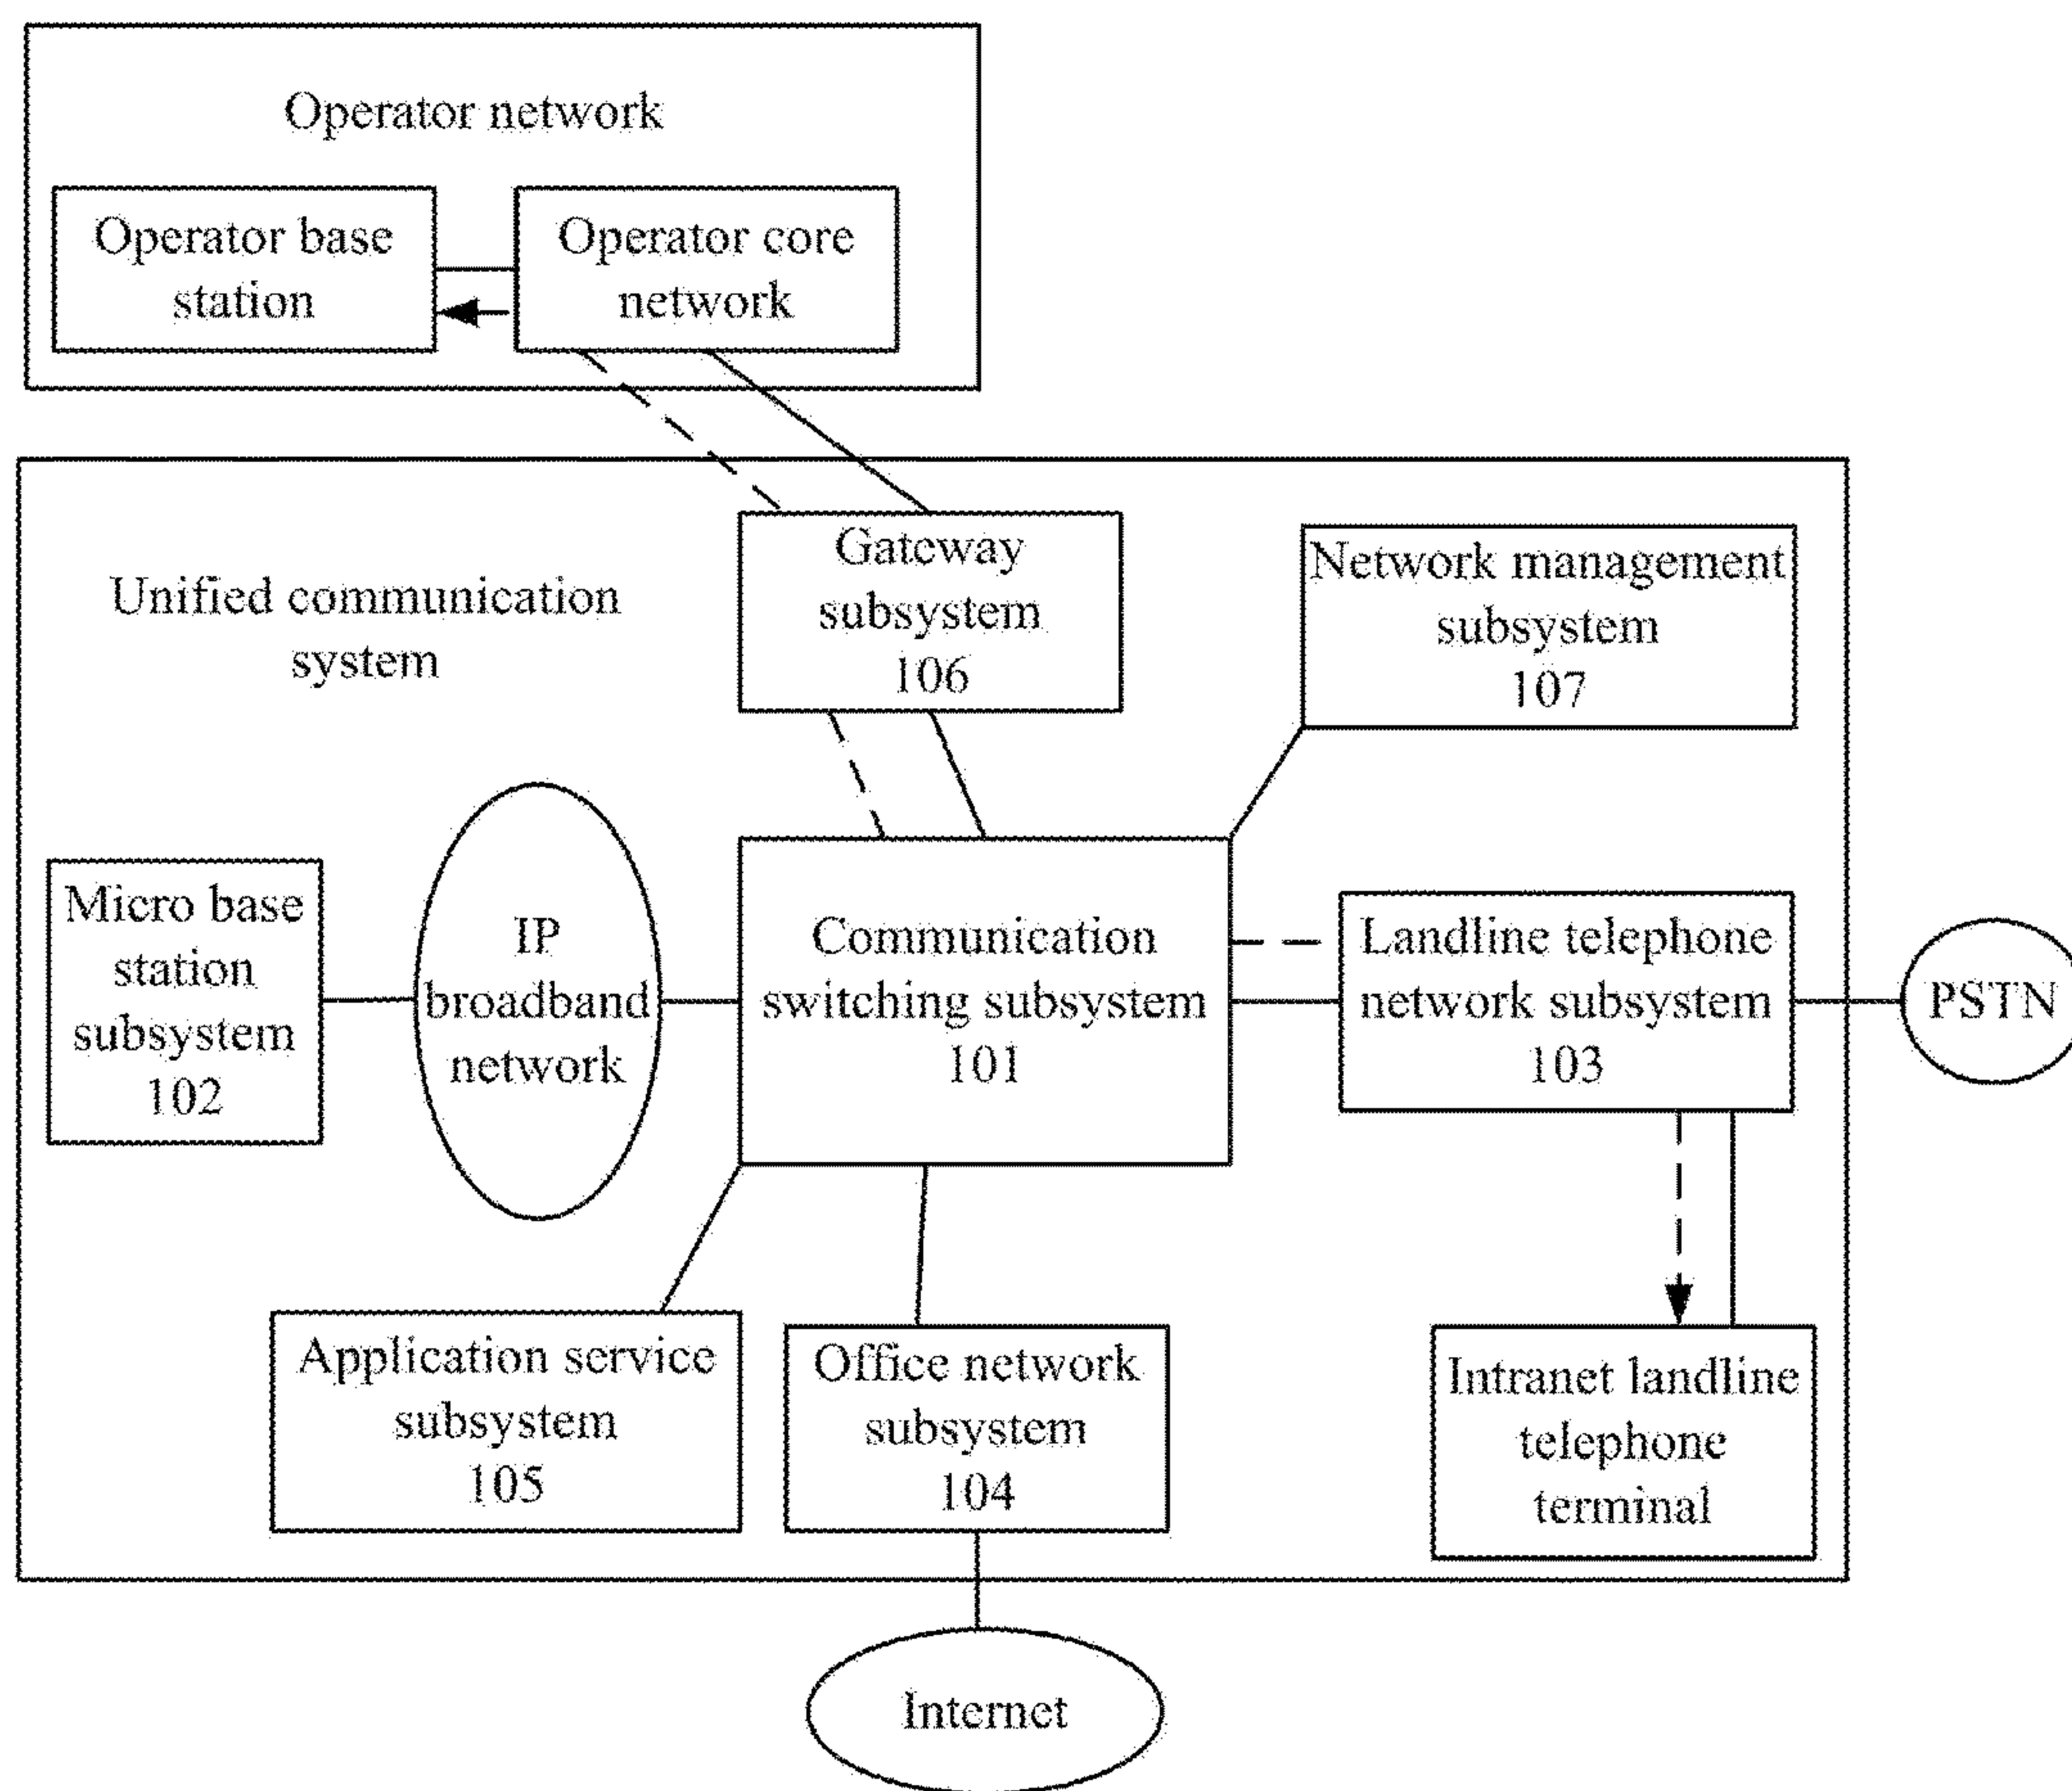 Operator network
Operator base
station
Operator core
network
Unified communication
system
Gateway
subsystem
106
Network management
subsystem
107
Micro base
station
subsystem
102
IP
broadband
network
Communication
switching subsystem
101
Landline telephone
network subsystem
103
PSTN
Application service
subsystem
105
Office network
subsystem
104
Intranet landline
telephone
terminal
Internet